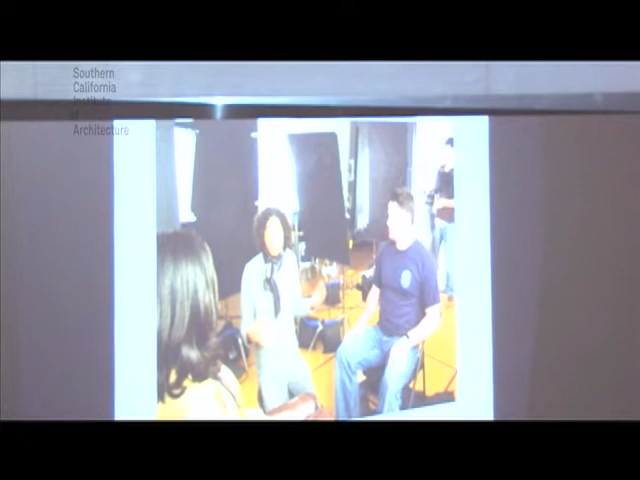 Southern
California
Institute
of
Architecture